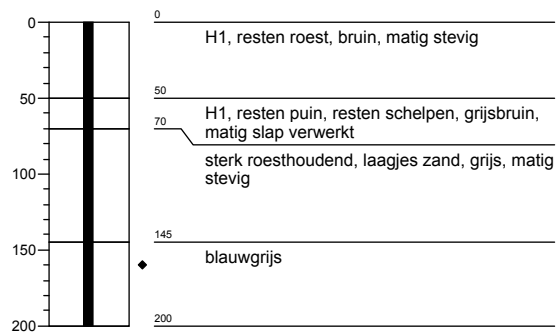 0
50
100
150
200
0
H1, resten roest, bruin, matig stevig
50
H1, resten puin, resten schelpen, grijsbruin,
matig slap verwerkt
70
sterk roesthoudend, laagjes zand, grijs, matig
stevig
145
blauwgrijs
200